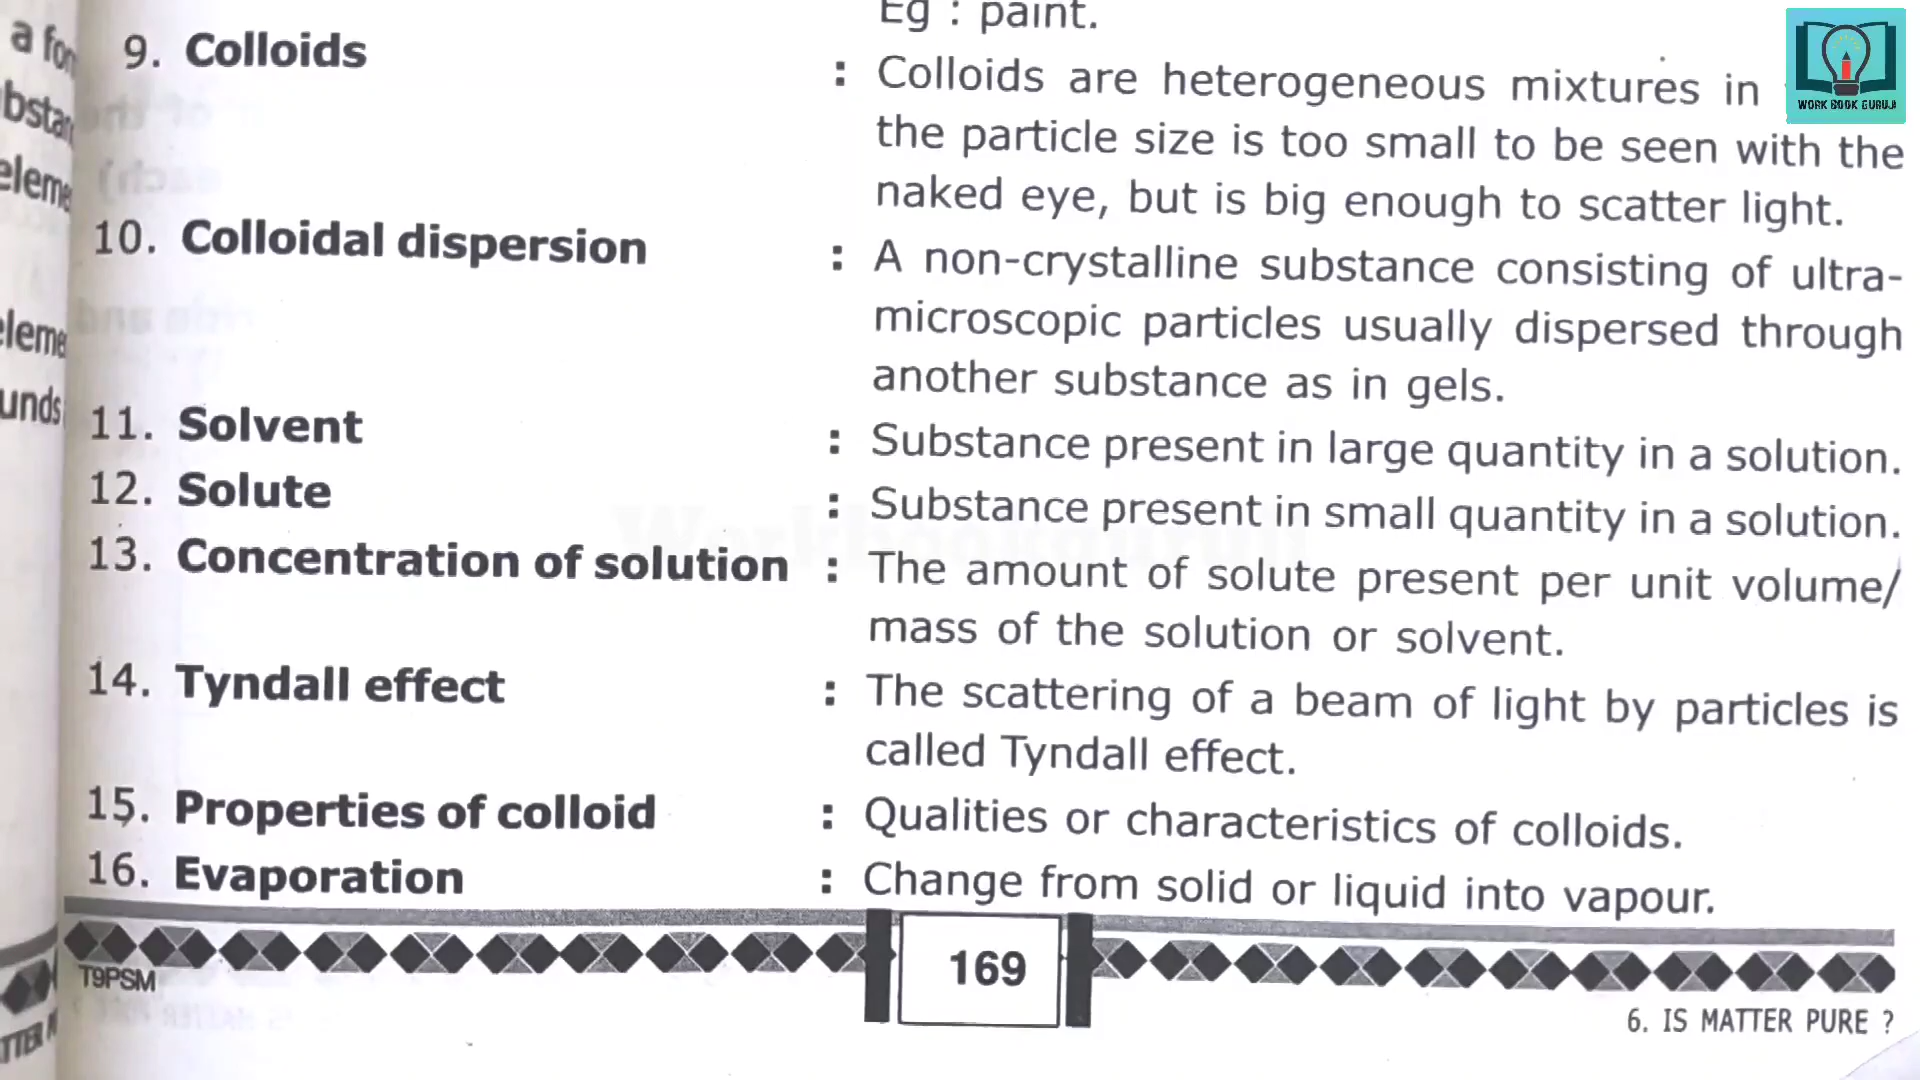 Eg : paint.
9. Colloids : Colloids are heterogeneous mixtures in
the particle size is too small to be seen with the
naked eye, but is big enough to scatter light.
10. Colloidal dispersion : A non-crystalline substance consisting of ultra-
microscopic particles usually dispersed through
another substance as in gels.
11. Solvent : Substance present in large quantity in a solution.
12. Solute : Substance present in small quantity in a solution.
13. Concentration of solution : The amount of solute present per unit volume/
mass of the solution or solvent.
14. Tyndall effect : The scattering of a beam of light by particles is
called Tyndall effect.
15. Properties of colloid : Qualities or characteristics of colloids.
16. Evaporation : Change from solid or liquid into vapour.
T9PSM
169
6. IS MATTER PURE ?
WORK BOOK GURUJI
Workbookguruji